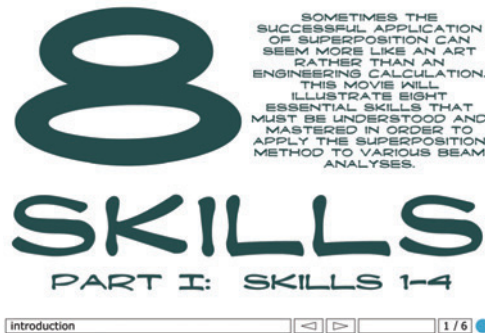 8
SOMETIMES THE
SUCCESSFUL APPLICATION
OF SUPERPOSITION CAN
SEEM MORE LIKE AN ART
RATHER THAN AN
ENGINEERING CALCULATION.
THIS MOVIE WILL
ILLUSTRATE EIGHT
ESSENTIAL SKILLS THAT
MUST BE UNDERSTOOD AND
MASTERED IN ORDER TO
APPLY THE SUPERPOSITION
METHOD TO VARIOUS BEAM
ANALYSES.
SKILLS
PART I: SKILLS 1-4
introduction
1 / 6